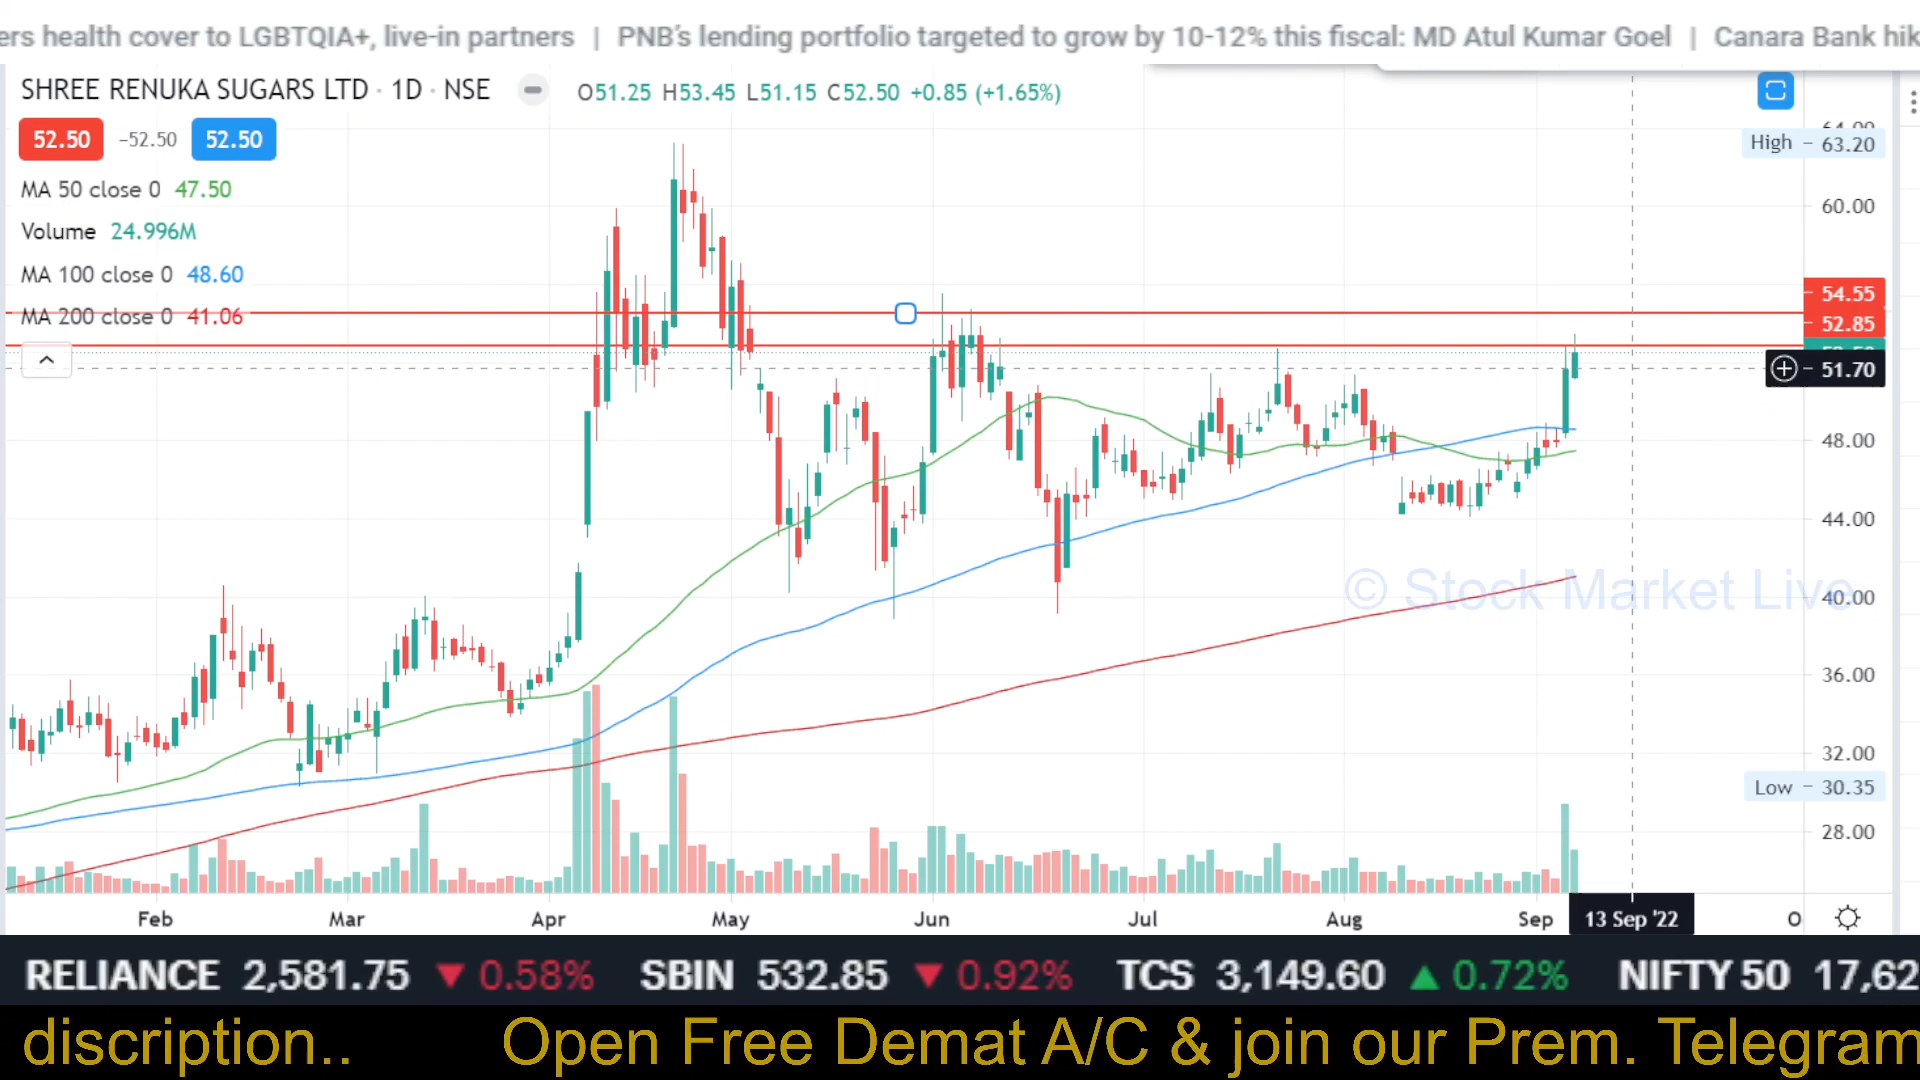 ers health cover to LGBTQIA+, live-in partners | PNB's lending portfolio targeted to grow by 10-12% this fiscal: MD Atul Kumar Goel | Canara Bank hik
SHREE RENUKA SUGARS LTD · 1D · NSE O51.25 H53.45 L51.15 C52.50 +0.85 (+1.65%)
52.50 −52.50 52.50
MA 50 close 0 47.50
Volume 24.996M
MA 100 close 0 48.60
MA 200 close 0 41.06
High 63.20
60.00
54.55
52.85
51.70
48.00
44.00
© Stock Market Live
40.00
36.00
32.00
Low 30.35
28.00
Feb Mar Apr May Jun Jul Aug Sep 13 Sep '22 O
RELIANCE 2,581.75 ▼ 0.58% SBIN 532.85 ▼ 0.92% TCS 3,149.60 ▲ 0.72% NIFTY 50 17,62
discription.. Open Free Demat A/C & join our Prem. Telegram